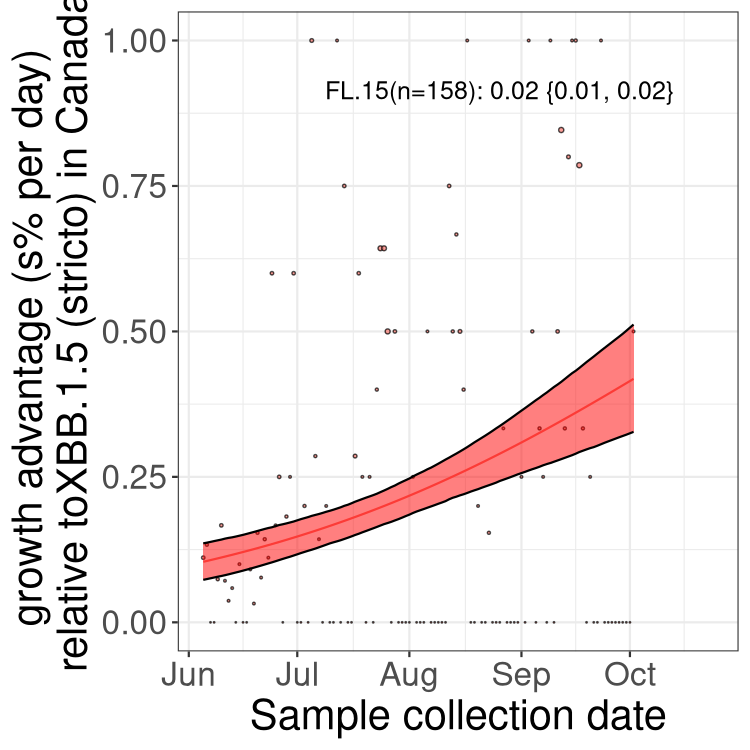 growth advantage (s% per day)
relative toXBB.1.5 (stricto) in Canada
1.00
0.75
0.50
0.25
0.00
FL.15(n=158): 0.02 {0.01, 0.02}
Jun Jul Aug Sep Oct
Sample collection date